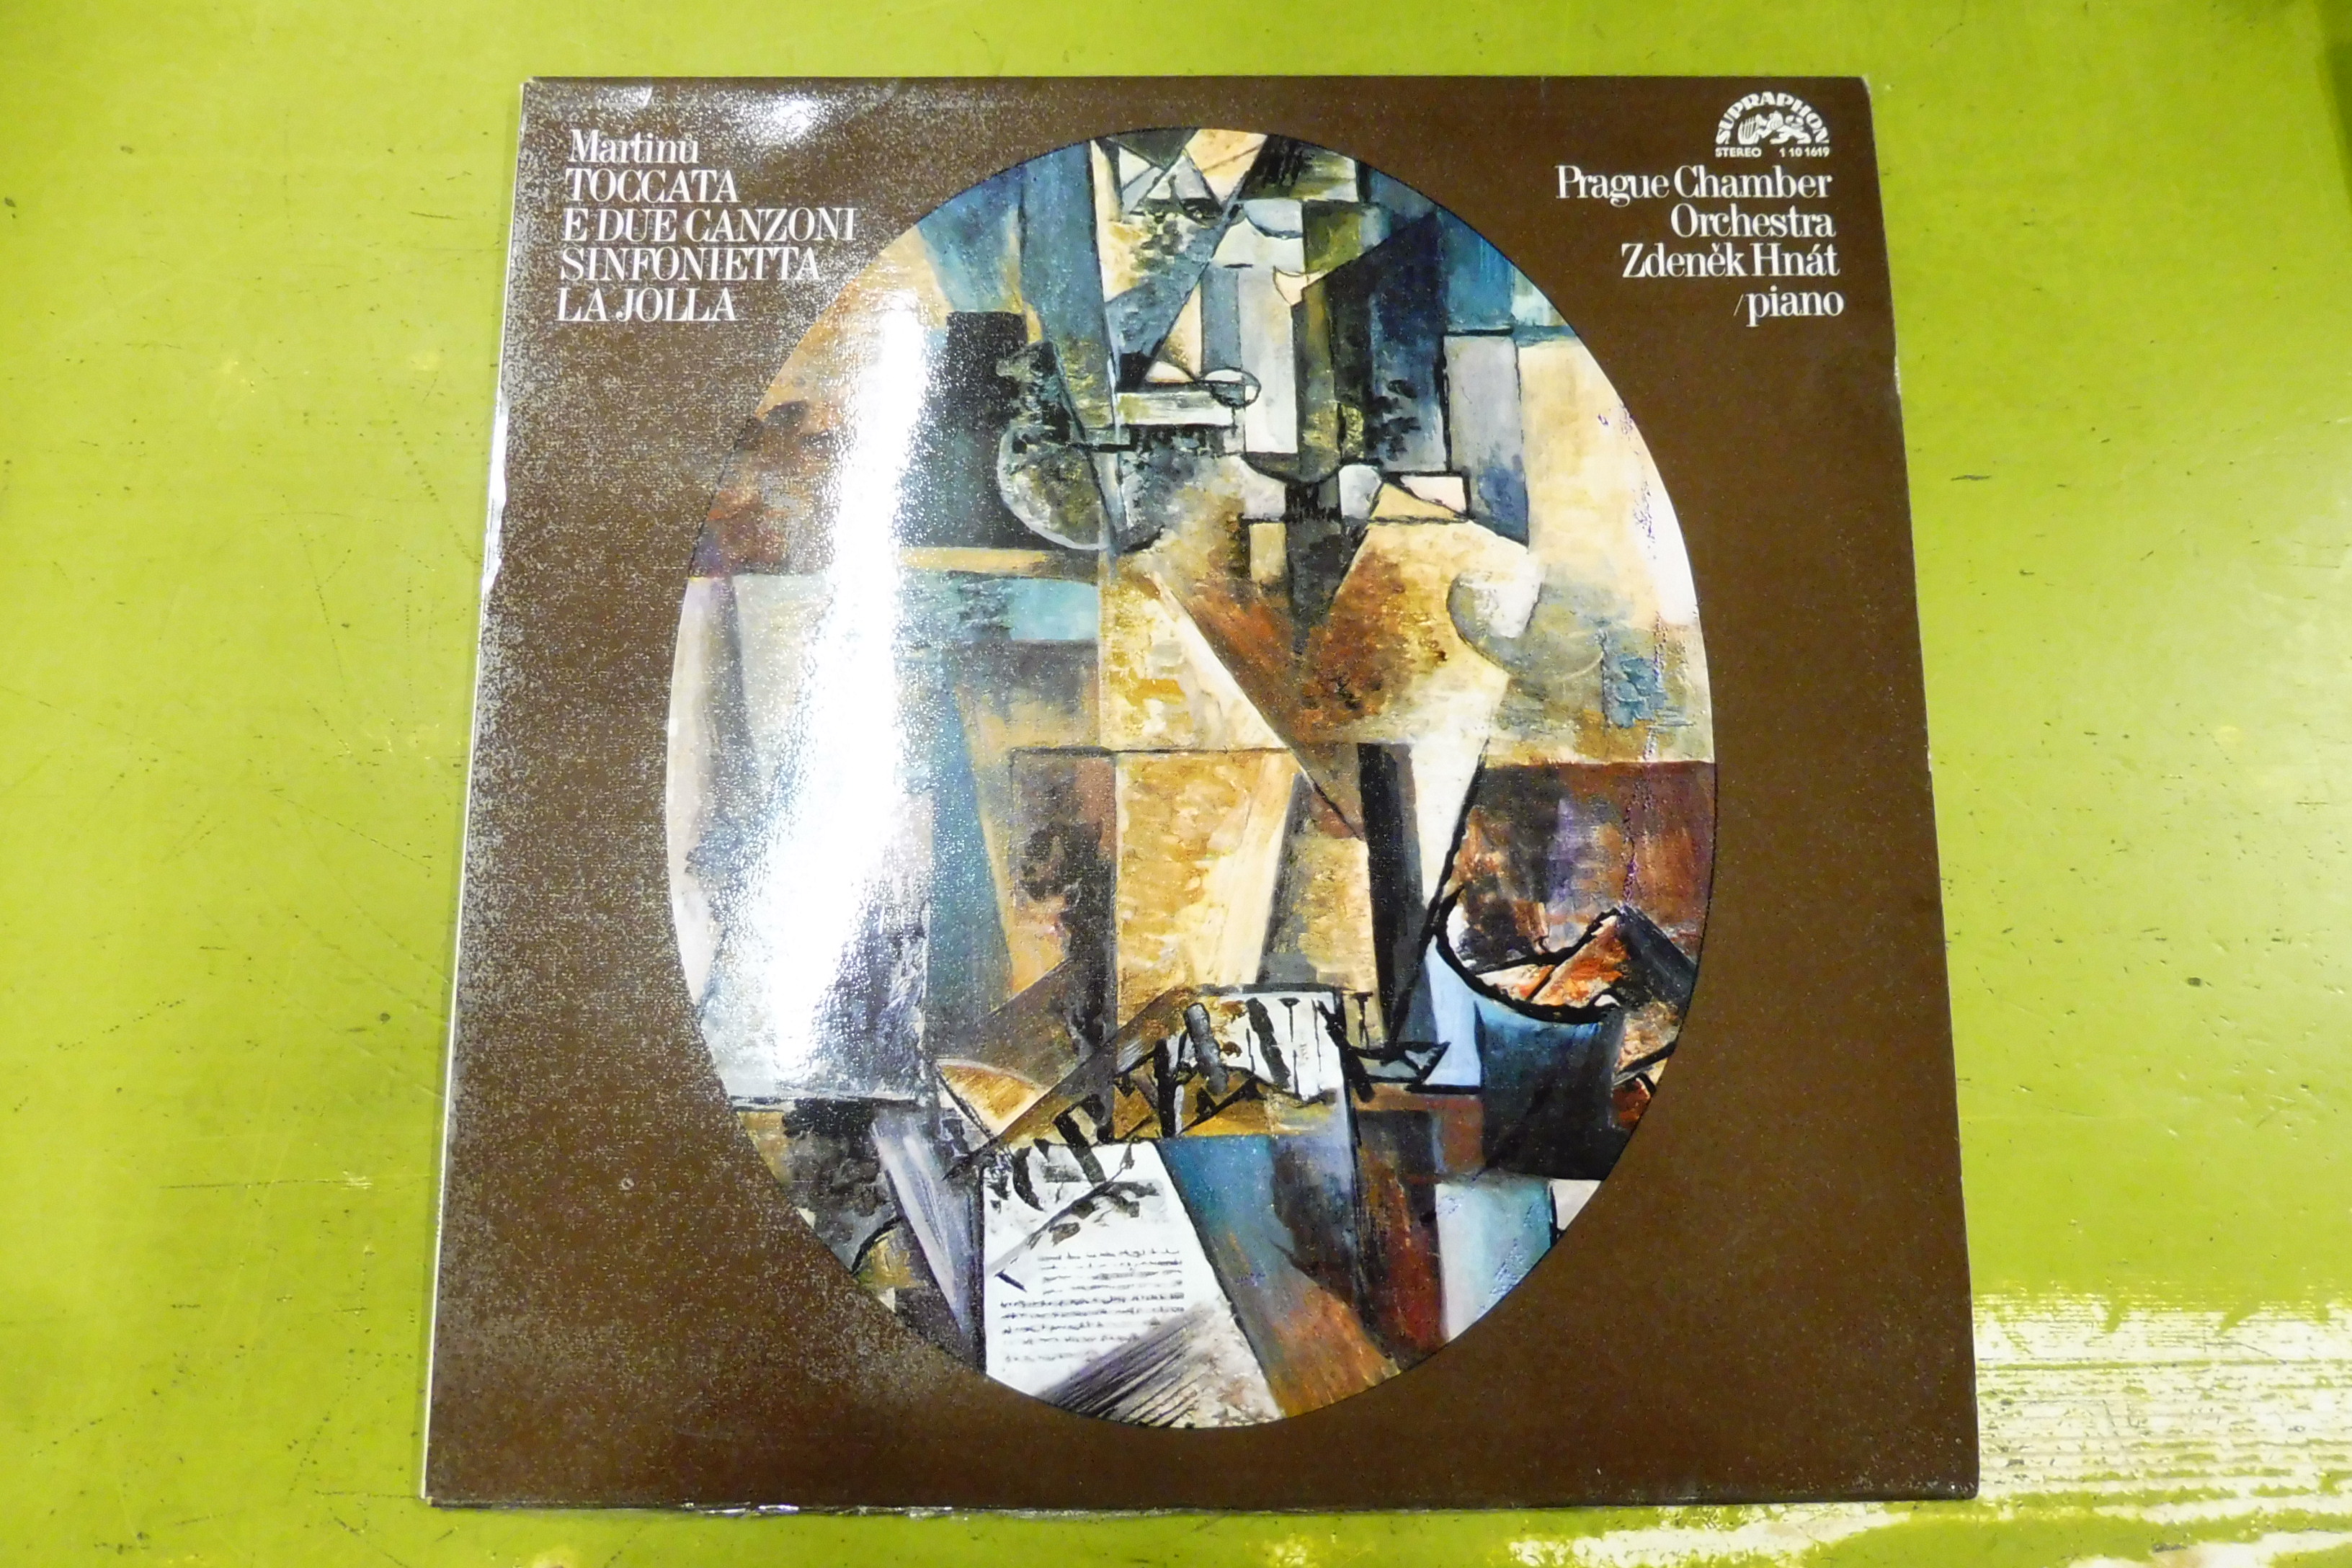 Martinů
TOCCATA
E DUE CANZONI
SINFONIETTA
LA JOLLA
SUPRAPHON
STEREO 1 10 1619
Prague Chamber
Orchestra
Zdeněk Hnát
/piano